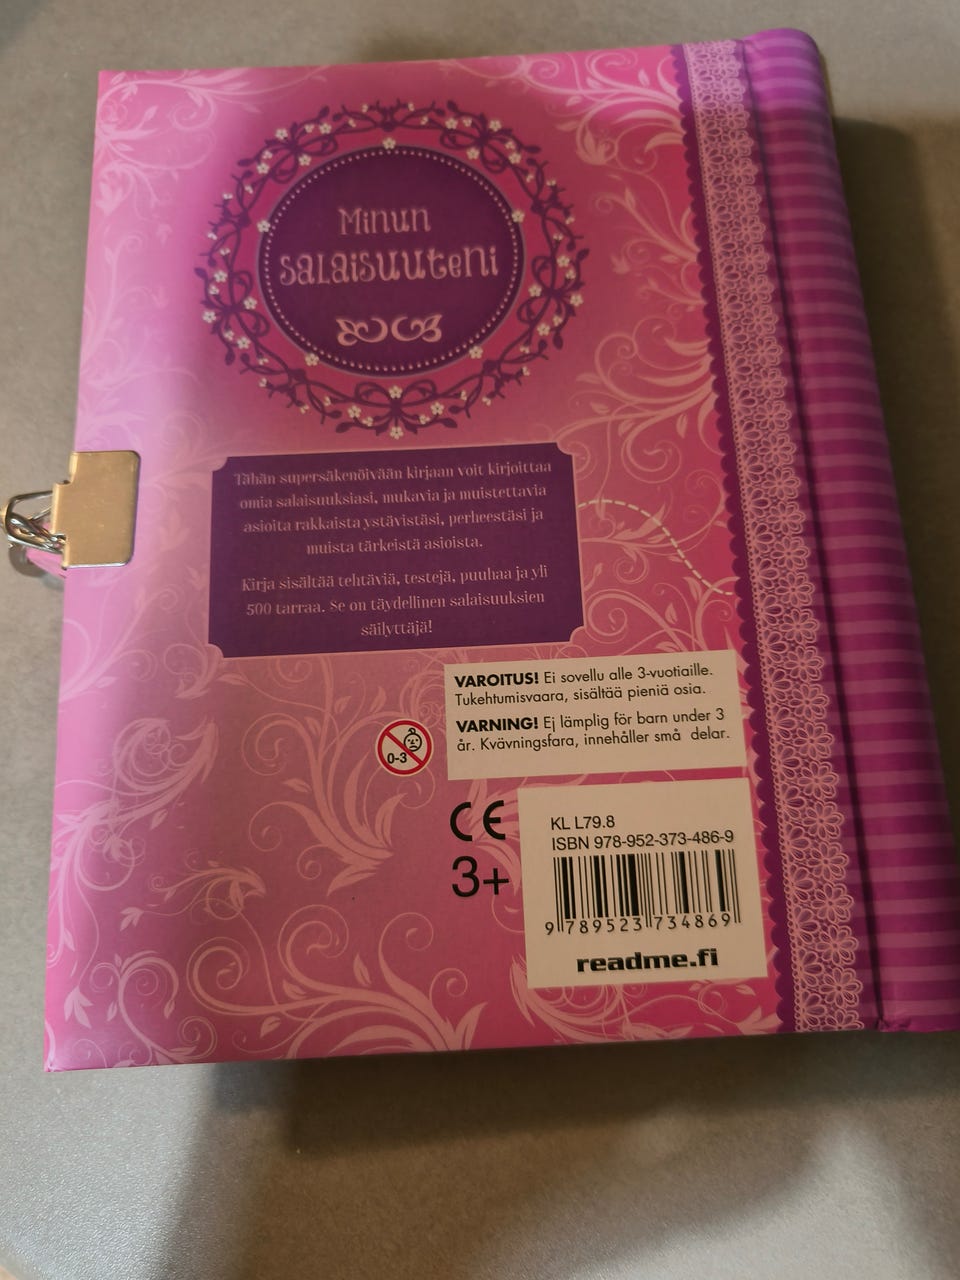 Minun
salaisuuteni
Tähän supersäkenöivään kirjaan voit kirjoittaa
omia salaisuuksiasi, mukavia ja muistettavia
asioita rakkaista ystävistäsi, perheestäsi ja
muista tärkeistä asioista.
Kirja sisältää tehtäviä, testejä, puuhaa ja yli
500 tarraa. Se on täydellinen salaisuuksien
säilyttäjä!
VAROITUS! Ei sovellu alle 3-vuotiaille.
Tukehtumisvaara, sisältää pieniä osia.
VARNING! Ej lämplig för barn under 3
år. Kvävningsfara, innehåller små delar.
0-3
CE
3+
KL L79.8
ISBN 978-952-373-486-9
9 789523 734869
readme.fi